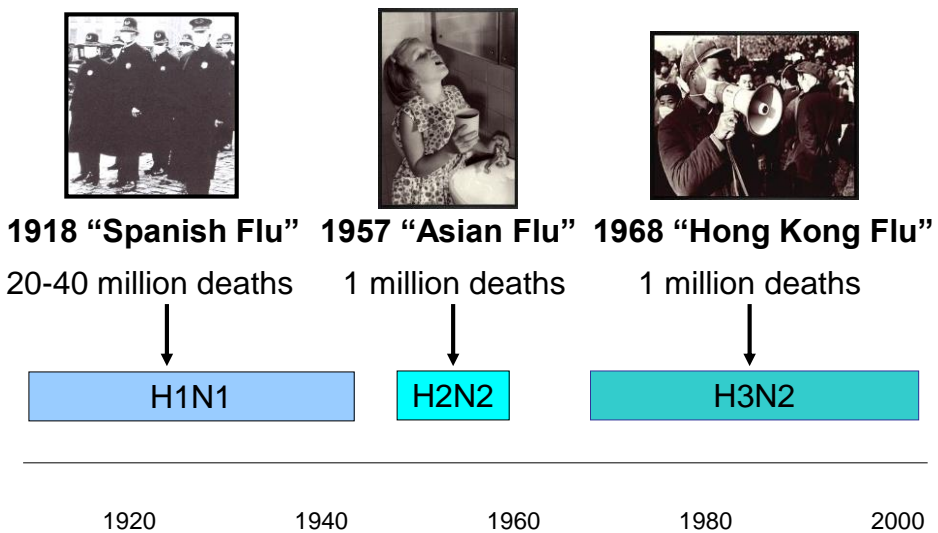 1918 “Spanish Flu” 1957 “Asian Flu” 1968 “Hong Kong Flu”
20-40 million deaths 1 million deaths 1 million deaths
H1N1 H2N2 H3N2
1920 1940 1960 1980 2000